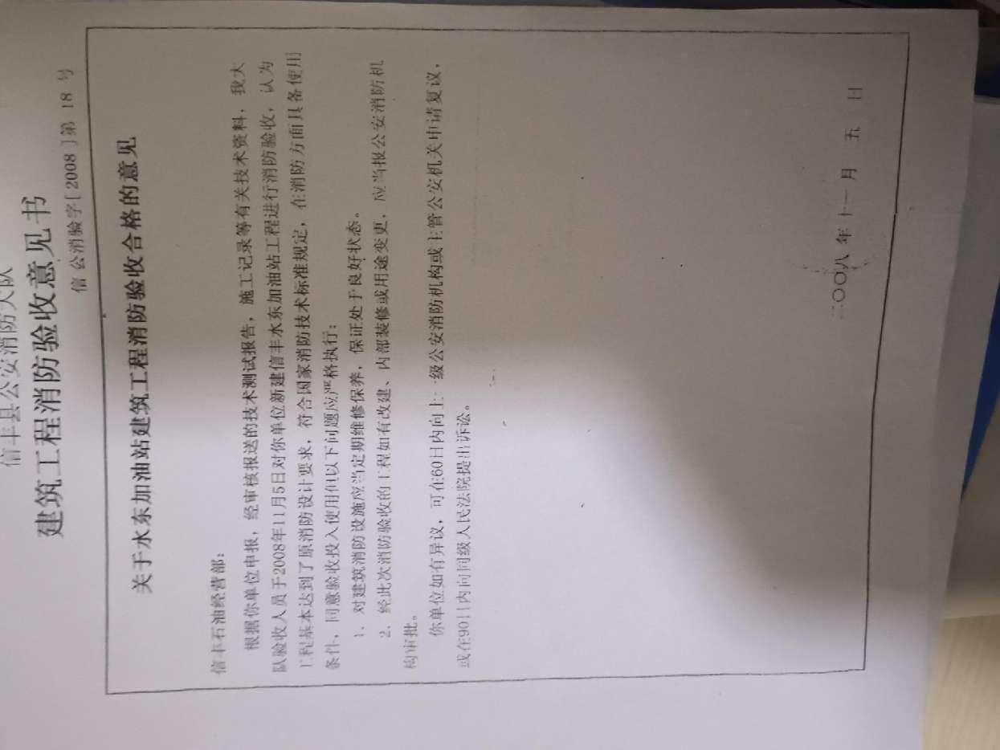 信丰县公安消防大队
建筑工程消防验收意见书
信公消验字[2008]第 18 号
关于水东加油站建筑工程消防验收合格的意见
信丰石油经营部：
根据你单位申报，经审核报送的技术测试报告，施工记录等有关技术资料，我大
队验收人员于2008年11月5日对你单位新建信丰水东加油站工程进行消防验收，认为
工程基本达到了原消防设计要求，符合国家消防技术标准规定，在消防方面具备使用
条件，同意验收投入使用但以下问题应严格执行：
1、对建筑消防设施应当定期维修保养，保证处于良好状态。
2、经此次消防验收的工程如有改建、内部装修或用途变更，应当报公安消防机
构审批。
你单位如有异议，可在60日内向上一级公安消防机构或主管公安机关申请复议，
或在90日内向同级人民法院提出诉讼。
二〇〇八年十一月五日